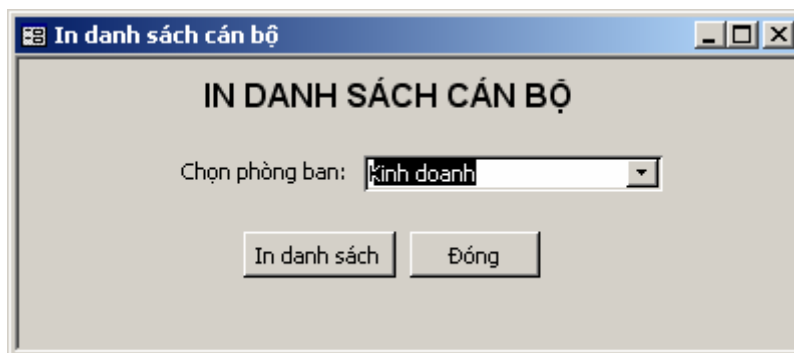 In danh sách cán bộ
IN DANH SÁCH CÁN BỘ
Chọn phòng ban: Kinh doanh
In danh sách Đóng